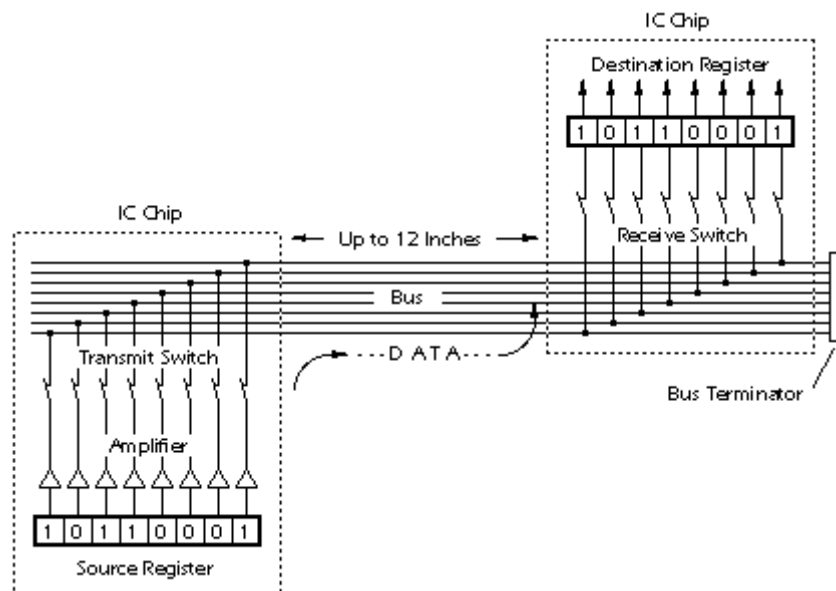 IC Chip
Destination Register
1 0 1 1 0 0 0 1
IC Chip
Up to 12 Inches
Receive Switch
Bus
Transmit Switch
D A T A
Bus Terminator
Amplifier
1 0 1 1 0 0 0 1
Source Register